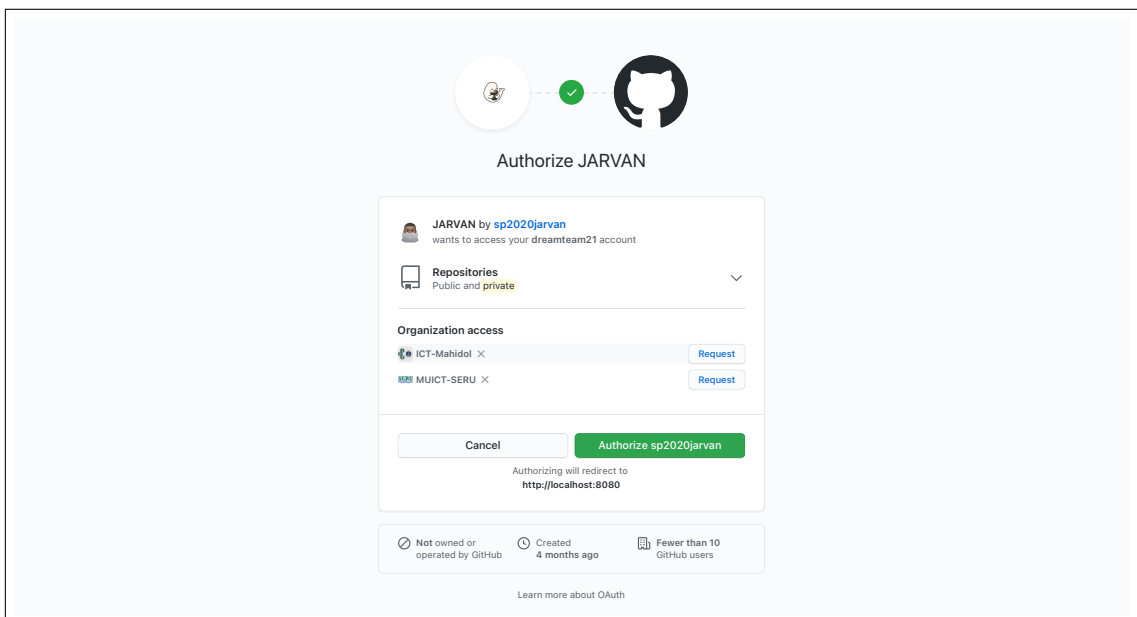 Authorize JARVAN
JARVAN by sp2020jarvan
wants to access your dreamteam21 account
Repositories
Public and private
Organization access
ICT-Mahidol
Request
MUICT-SERU
Request
Cancel
Authorize sp2020jarvan
Authorizing will redirect to
http://localhost:8080
Not owned or
operated by GitHub
Created
4 months ago
Fewer than 10
GitHub users
Learn more about OAuth